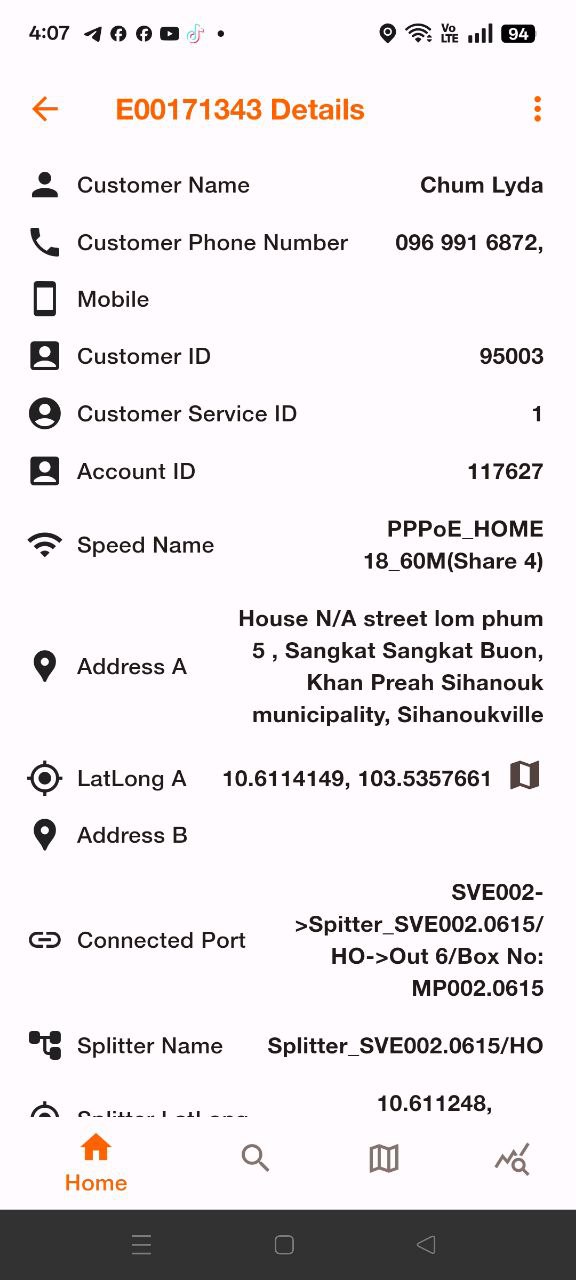 4:07
Vo
LTE
94
E00171343 Details
Customer Name
Chum Lyda
Customer Phone Number
096 991 6872,
Mobile
Customer ID
95003
Customer Service ID
1
Account ID
117627
Speed Name
PPPoE_HOME
18_60M(Share 4)
Address A
House N/A street lom phum
5 , Sangkat Sangkat Buon,
Khan Preah Sihanouk
municipality, Sihanoukville
LatLong A
10.6114149, 103.5357661
Address B
Connected Port
SVE002-
>Spitter_SVE002.0615/
HO->Out 6/Box No:
MP002.0615
Splitter Name
Splitter_SVE002.0615/HO
Splitter LatLong
10.611248,
Home